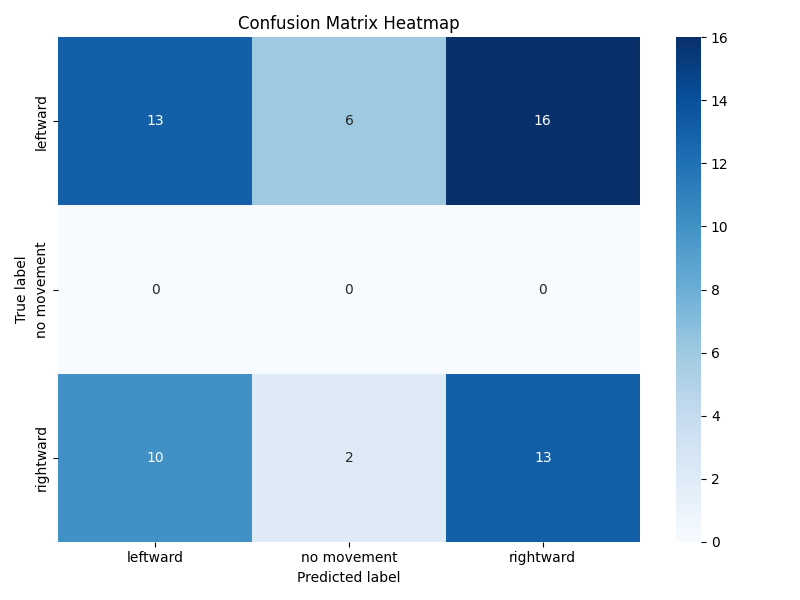 Confusion Matrix Heatmap
True label
leftward
13 6 16
no movement
0 0 0
rightward
10 2 13
leftward no movement rightward
Predicted label
16
14
12
10
8
6
4
2
0